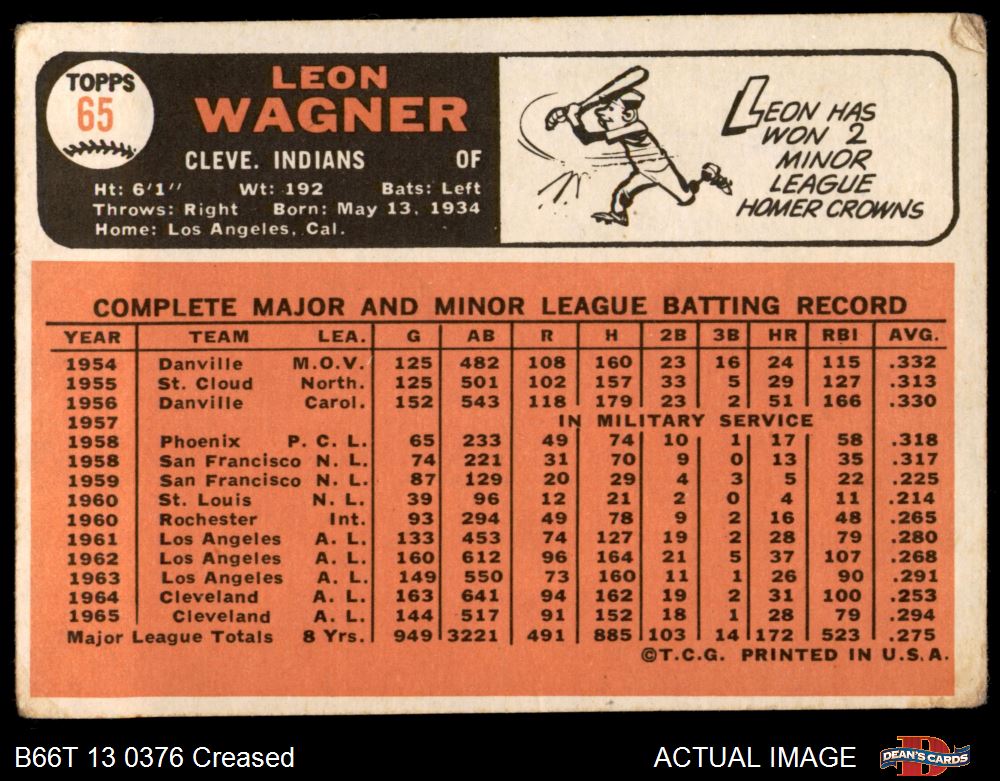 TOPPS
65
LEON
WAGNER
CLEVE. INDIANS OF
Ht: 6'1" Wt: 192 Bats: Left
Throws: Right Born: May 13, 1934
Home: Los Angeles, Cal.
LEON HAS
WON 2
MINOR
LEAGUE
HOMER CROWNS
COMPLETE MAJOR AND MINOR LEAGUE BATTING RECORD
YEAR TEAM LEA. G AB R H 2B 3B HR RBI AVG.
1954 Danville M.O.V. 125 482 108 160 23 16 24 115 .332
1955 St. Cloud North. 125 501 102 157 33 5 29 127 .313
1956 Danville Carol. 152 543 118 179 23 2 51 166 .330
1957 IN MILITARY SERVICE
1958 Phoenix P. C. L. 65 233 49 74 10 1 17 58 .318
1958 San Francisco N. L. 74 221 31 70 9 0 13 35 .317
1959 San Francisco N. L. 87 129 20 29 4 3 5 22 .225
1960 St. Louis N. L. 39 96 12 21 2 0 4 11 .214
1960 Rochester Int. 93 294 49 78 9 2 16 48 .265
1961 Los Angeles A. L. 133 453 74 127 19 2 28 79 .280
1962 Los Angeles A. L. 160 612 96 164 21 5 37 107 .268
1963 Los Angeles A. L. 149 550 73 160 11 1 26 90 .291
1964 Cleveland A. L. 163 641 94 162 19 2 31 100 .253
1965 Cleveland A. L. 144 517 91 152 18 1 28 79 .294
Major League Totals 8 Yrs. 949 3221 491 885 103 14 172 523 .275
©T.C.G. PRINTED IN U.S.A.
B66T 13 0376 Creased ACTUAL IMAGE
DEAN'S CARDS